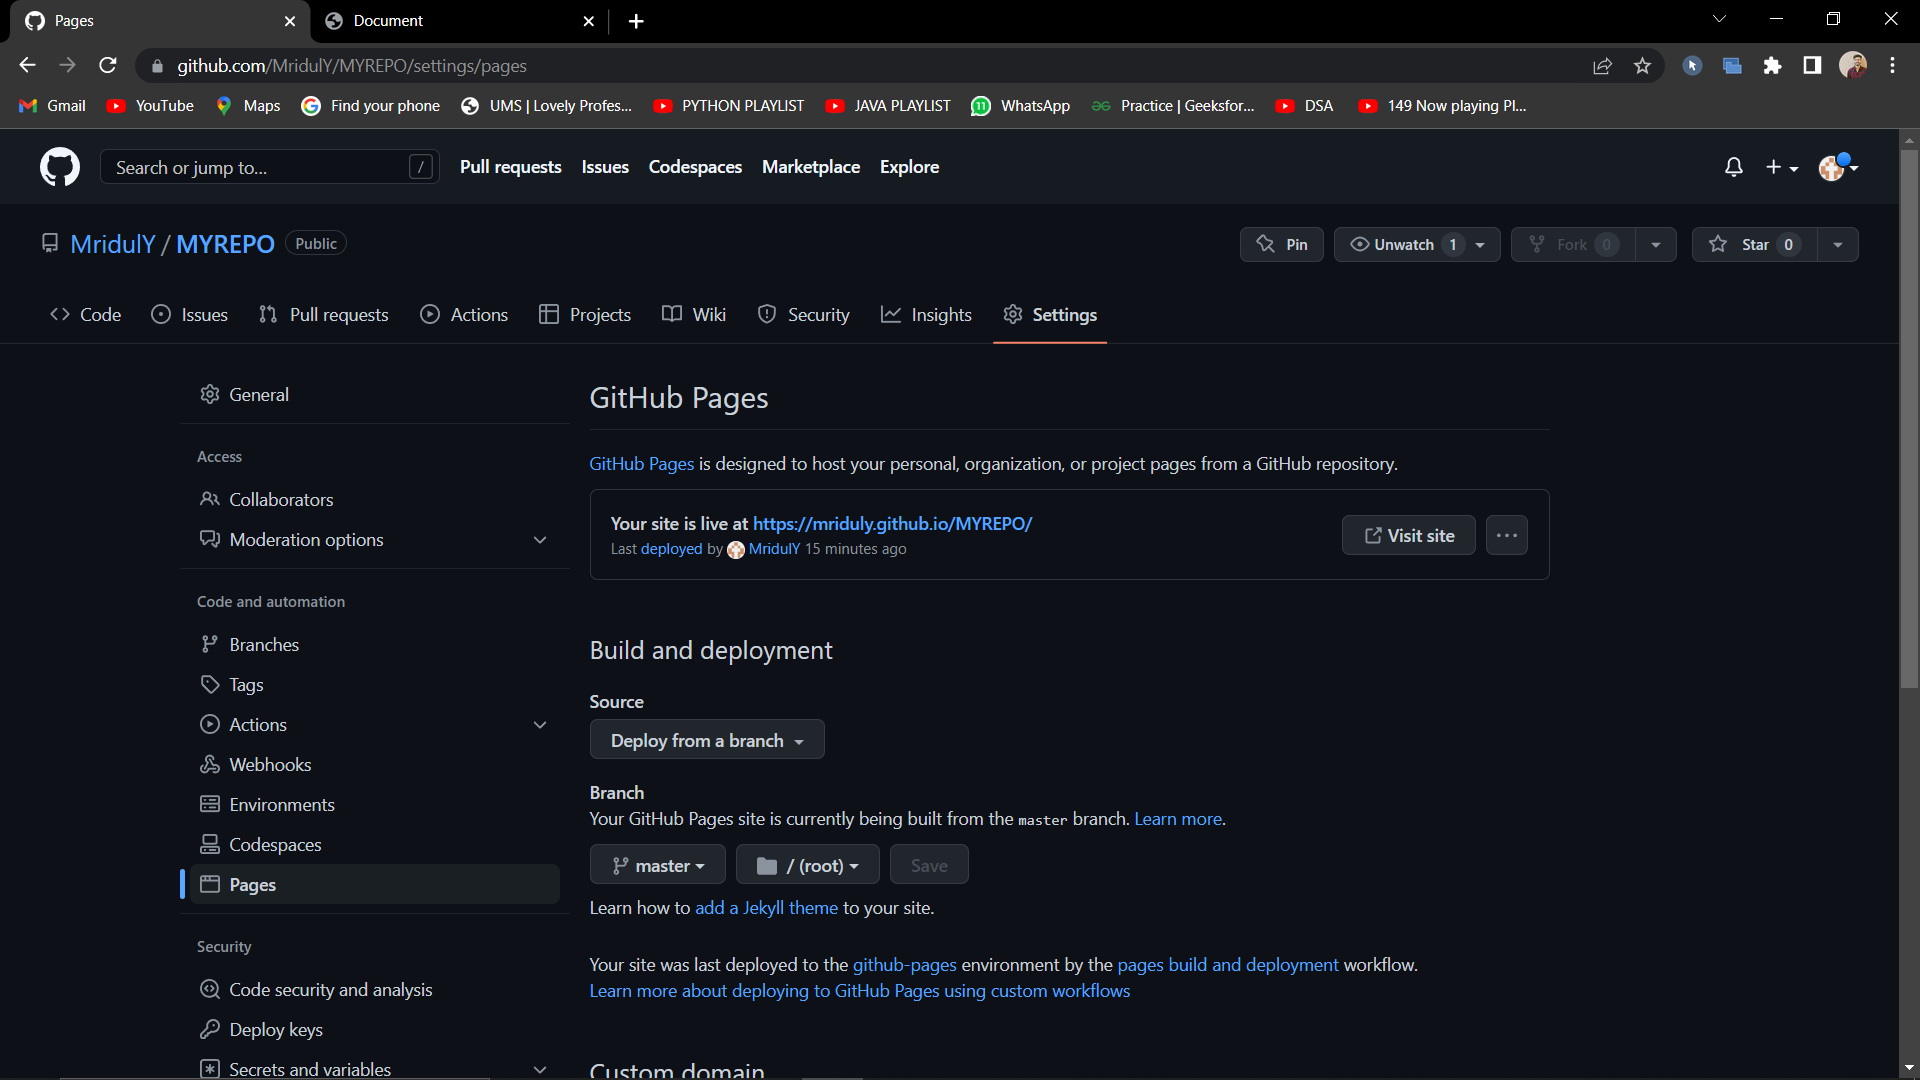 Pages
Document
github.com/MridulY/MYREPO/settings/pages
Gmail YouTube Maps Find your phone UMS | Lovely Profes... PYTHON PLAYLIST JAVA PLAYLIST 11 WhatsApp Practice | Geeksfor... DSA 149 Now playing Pl...
Search or jump to... / Pull requests Issues Codespaces Marketplace Explore
MridulY / MYREPO Public Pin Unwatch 1 Fork 0 Star 0
Code Issues Pull requests Actions Projects Wiki Security Insights Settings
General
Access
Collaborators
Moderation options
Code and automation
Branches
Tags
Actions
Webhooks
Environments
Codespaces
Pages
Security
Code security and analysis
Deploy keys
Secrets and variables
GitHub Pages
GitHub Pages is designed to host your personal, organization, or project pages from a GitHub repository.
Your site is live at https://mriduly.github.io/MYREPO/
Last deployed by MridulY 15 minutes ago
Visit site
Build and deployment
Source
Deploy from a branch
Branch
Your GitHub Pages site is currently being built from the master branch. Learn more.
master / (root) Save
Learn how to add a Jekyll theme to your site.
Your site was last deployed to the github-pages environment by the pages build and deployment workflow.
Learn more about deploying to GitHub Pages using custom workflows
Custom domain